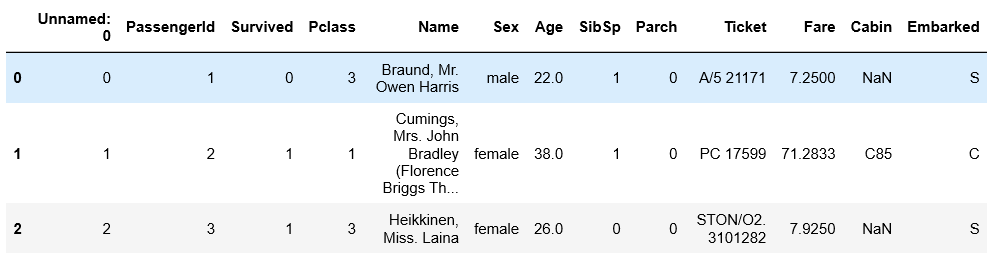 Unnamed: 0 PassengerId Survived Pclass Name Sex Age SibSp Parch Ticket Fare Cabin Embarked
0 0 1 0 3 Braund, Mr. Owen Harris male 22.0 1 0 A/5 21171 7.2500 NaN S
1 1 2 1 1 Cumings, Mrs. John Bradley (Florence Briggs Th... female 38.0 1 0 PC 17599 71.2833 C85 C
2 2 3 1 3 Heikkinen, Miss. Laina female 26.0 0 0 STON/O2. 3101282 7.9250 NaN S